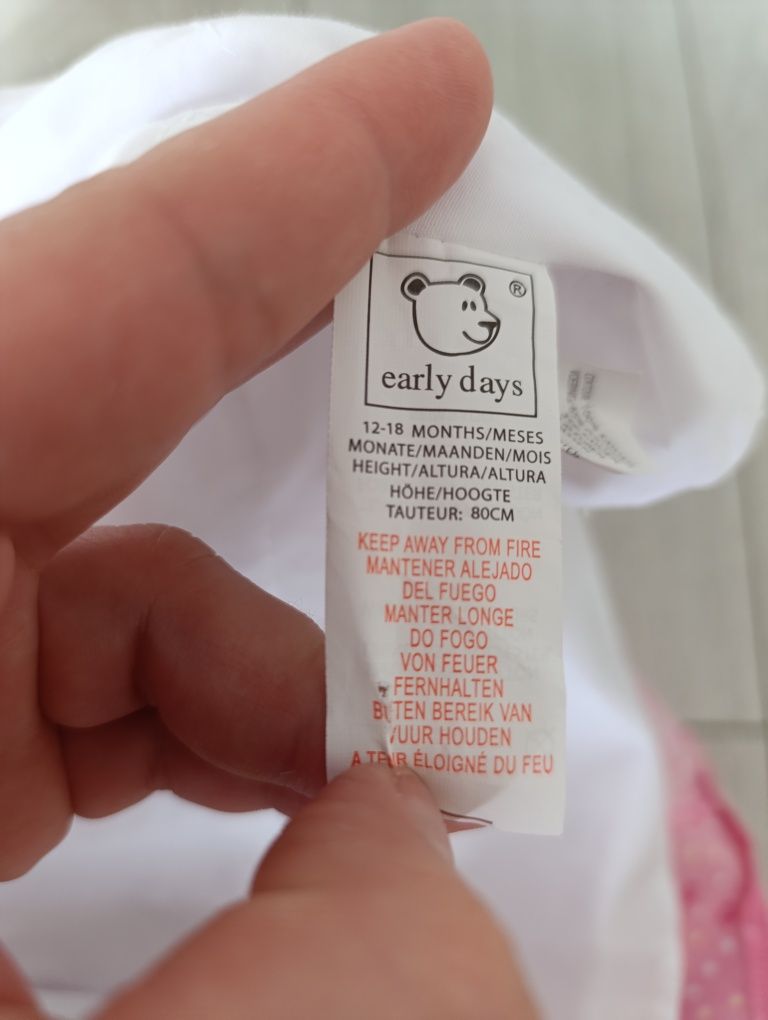 ®
early days
12-18 MONTHS/MESES
MONATE/MAANDEN/MOIS
HEIGHT/ALTURA/ALTURA
HÖHE/HOOGTE
TAUTEUR: 80CM
KEEP AWAY FROM FIRE
MANTENER ALEJADO
DEL FUEGO
MANTER LONGE
DO FOGO
VON FEUER
FERNHALTEN
BUITEN BEREIK VAN
VUUR HOUDEN
A TENIR ÉLOIGNÉ DU FEU